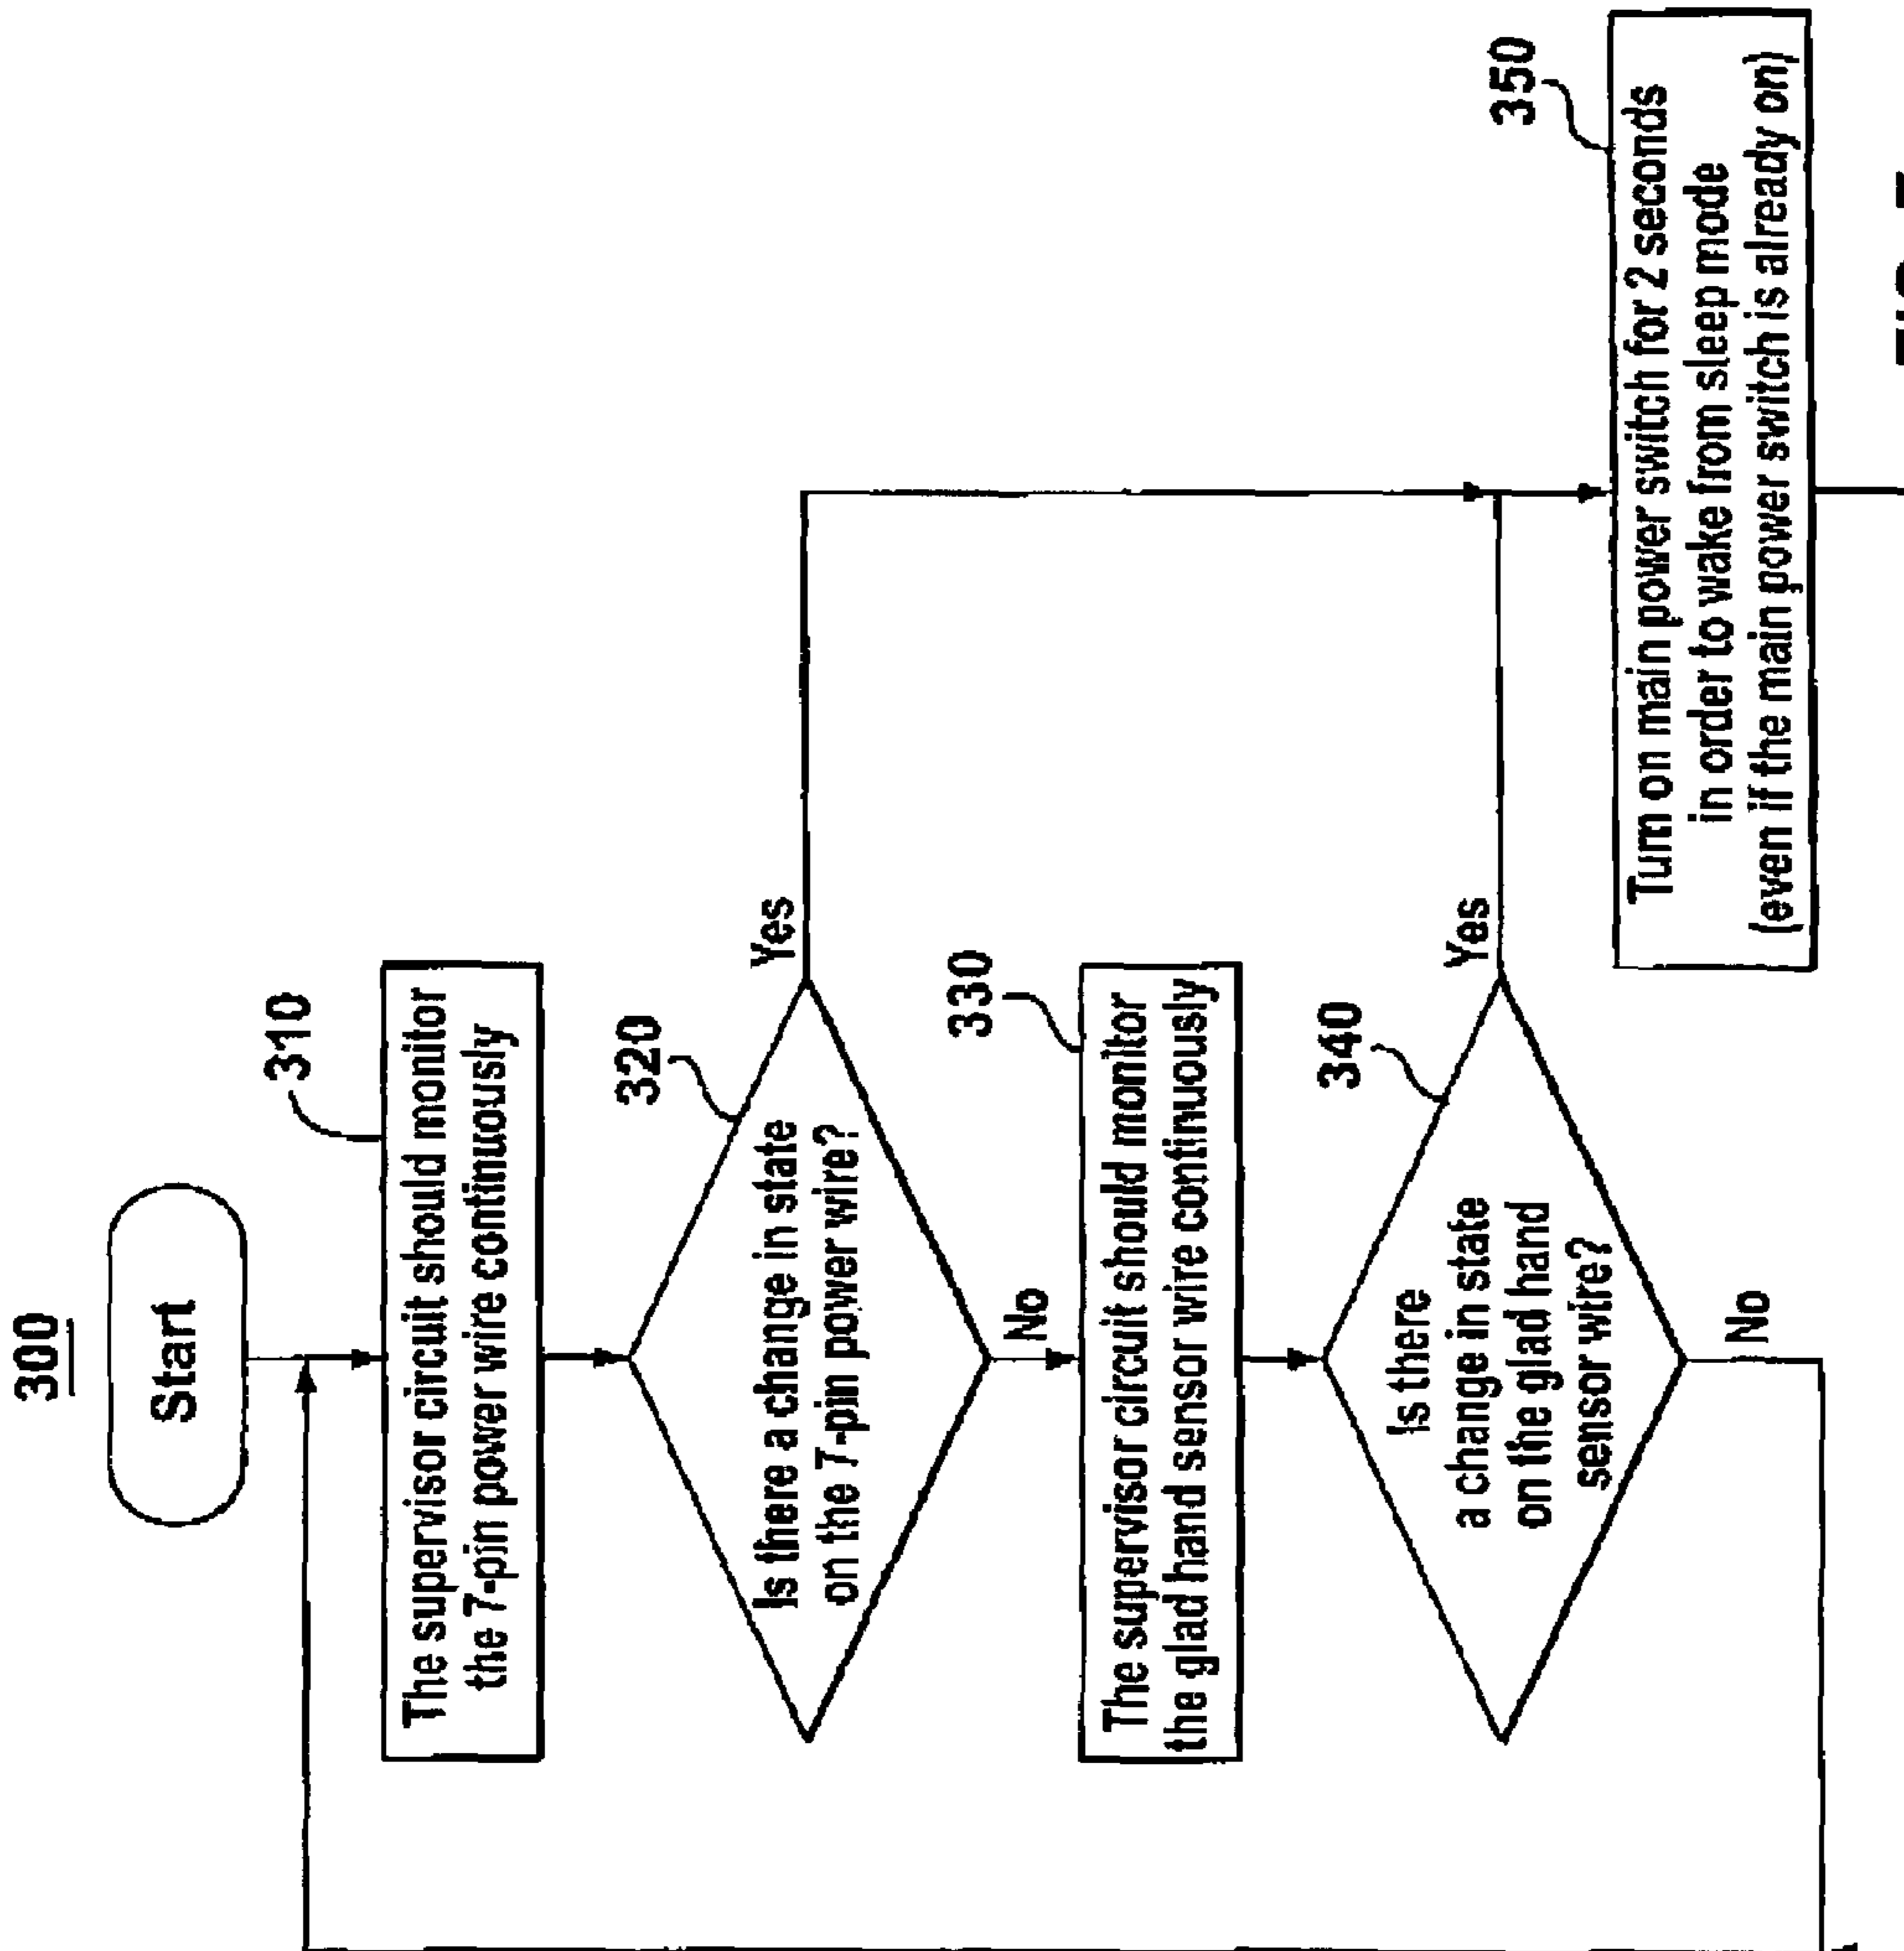 300
Start
310
The supervisor circuit should monitor
the 7-pin power wire continuously
320
Is there a change in state
on the 7-pin power wire?
Yes
No
330
The supervisor circuit should monitor
the glad hand sensor wire continuously
340
Is there
a change in state
on the glad hand
sensor wire?
Yes
No
350
Turn on main power switch for 2 seconds
in order to wake from sleep mode
(even if the main power switch is already on)